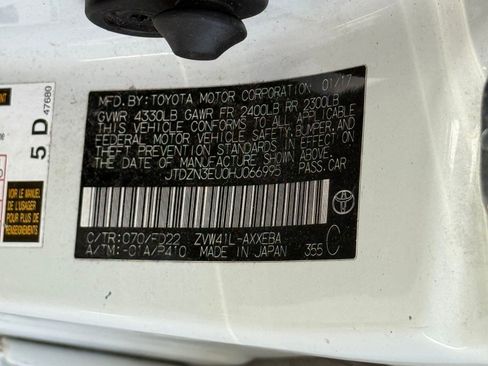 MFD. BY: TOYOTA MOTOR CORPORATION 01/17
GVWR 4330LB GAWR FR 2400LB RR 2300LB
THIS VEHICLE CONFORMS TO ALL APPLICABLE
FEDERAL MOTOR VEHICLE SAFETY, BUMPER, AND
THEFT PREVENTION STANDARDS IN EFFECT ON
THE DATE OF MANUFACTURE SHOWN ABOVE.
JTDZN3EU0HJ066995 PASS. CAR
C/TR: 070/FD22 ZVW41L-AXXEBA
A/TM: -01A/P410 MADE IN JAPAN 355 C
5 D 47680
VOIR LE MANUEL
DE L'USAGER
POUR PLUS DE
RENSEIGNEMENTS